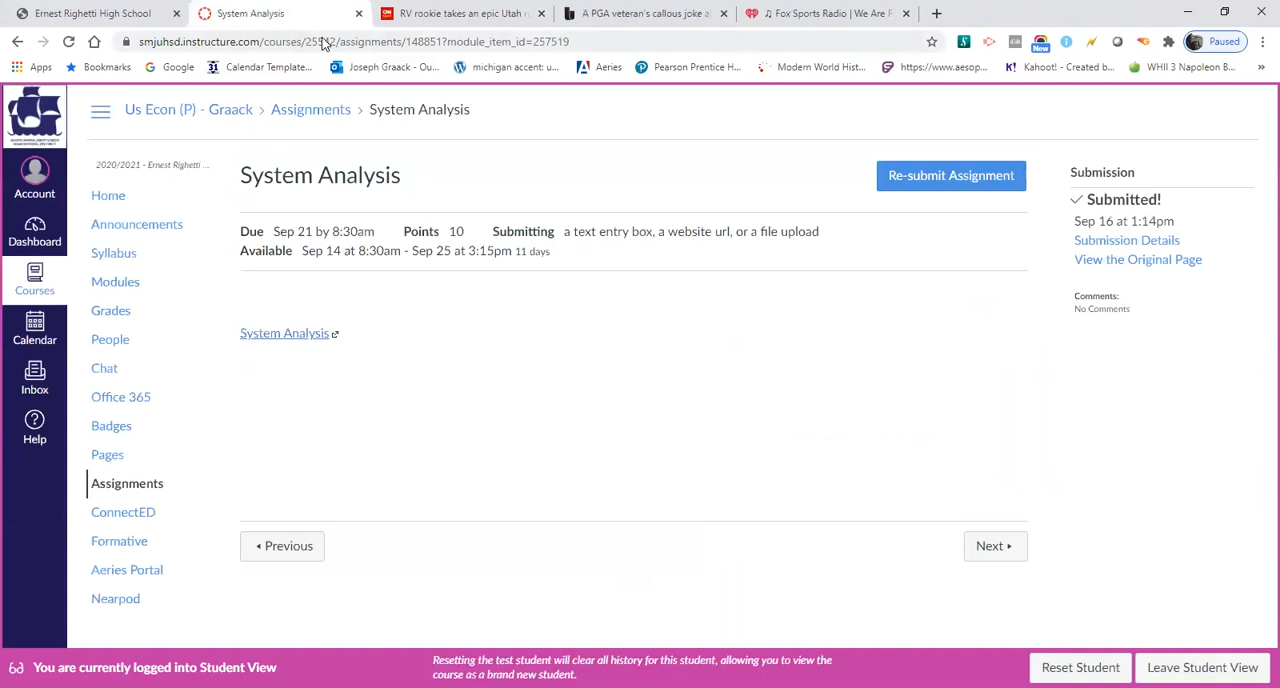 Ernest Righetti High School
System Analysis
RV rookie takes an epic Utah r
A PGA veteran's callous joke a
♫ Fox Sports Radio | We Are F
smjuhsd.instructure.com/courses/255 2/assignments/148851?module_item_id=257519
New
Paused
Apps
Bookmarks
Google
Calendar Template...
Joseph Graack - Ou...
michigan accent: u...
Aeries
Pearson Prentice H...
Modern World Hist...
https://www.aesop...
Kahoot! - Created b...
WHII 3 Napoleon B...
»
Us Econ (P) - Graack > Assignments > System Analysis
2020/2021 - Ernest Righetti ...
Account
Dashboard
Courses
Calendar
Inbox
Help
Home
Announcements
Syllabus
Modules
Grades
People
Chat
Office 365
Badges
Pages
Assignments
ConnectED
Formative
Aeries Portal
Nearpod
System Analysis
Re-submit Assignment
Due Sep 21 by 8:30am Points 10 Submitting a text entry box, a website url, or a file upload
Available Sep 14 at 8:30am - Sep 25 at 3:15pm 11 days
System Analysis
Previous
Next
Submission
Submitted!
Sep 16 at 1:14pm
Submission Details
View the Original Page
Comments:
No Comments
You are currently logged into Student View
Resetting the test student will clear all history for this student, allowing you to view the
course as a brand new student.
Reset Student
Leave Student View